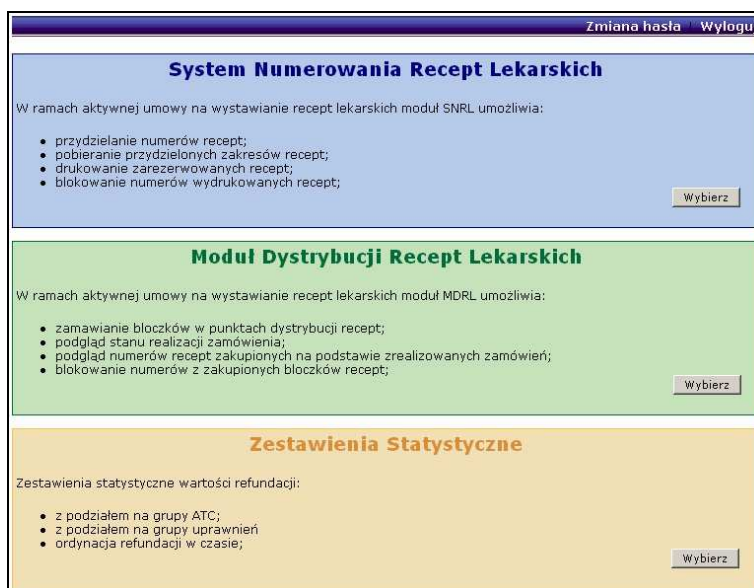 Zmiana hasła Wylogu
System Numerowania Recept Lekarskich
W ramach aktywnej umowy na wystawianie recept lekarskich moduł SNRL umożliwia:
• przydzielanie numerów recept;
• pobieranie przydzielonych zakresów recept;
• drukowanie zarezerwowanych recept;
• blokowanie numerów wydrukowanych recept;
Wybierz
Moduł Dystrybucji Recept Lekarskich
W ramach aktywnej umowy na wystawianie recept lekarskich moduł MDRL umożliwia:
• zamawianie bloczków w punktach dystrybucji recept;
• podgląd stanu realizacji zamówienia;
• podgląd numerów recept zakupionych na podstawie zrealizowanych zamówień;
• blokowanie numerów z zakupionych bloczków recept;
Wybierz
Zestawienia Statystyczne
Zestawienia statystyczne wartości refundacji:
• z podziałem na grupy ATC;
• z podziałem na grupy uprawnień
• ordynacja refundacji w czasie;
Wybierz